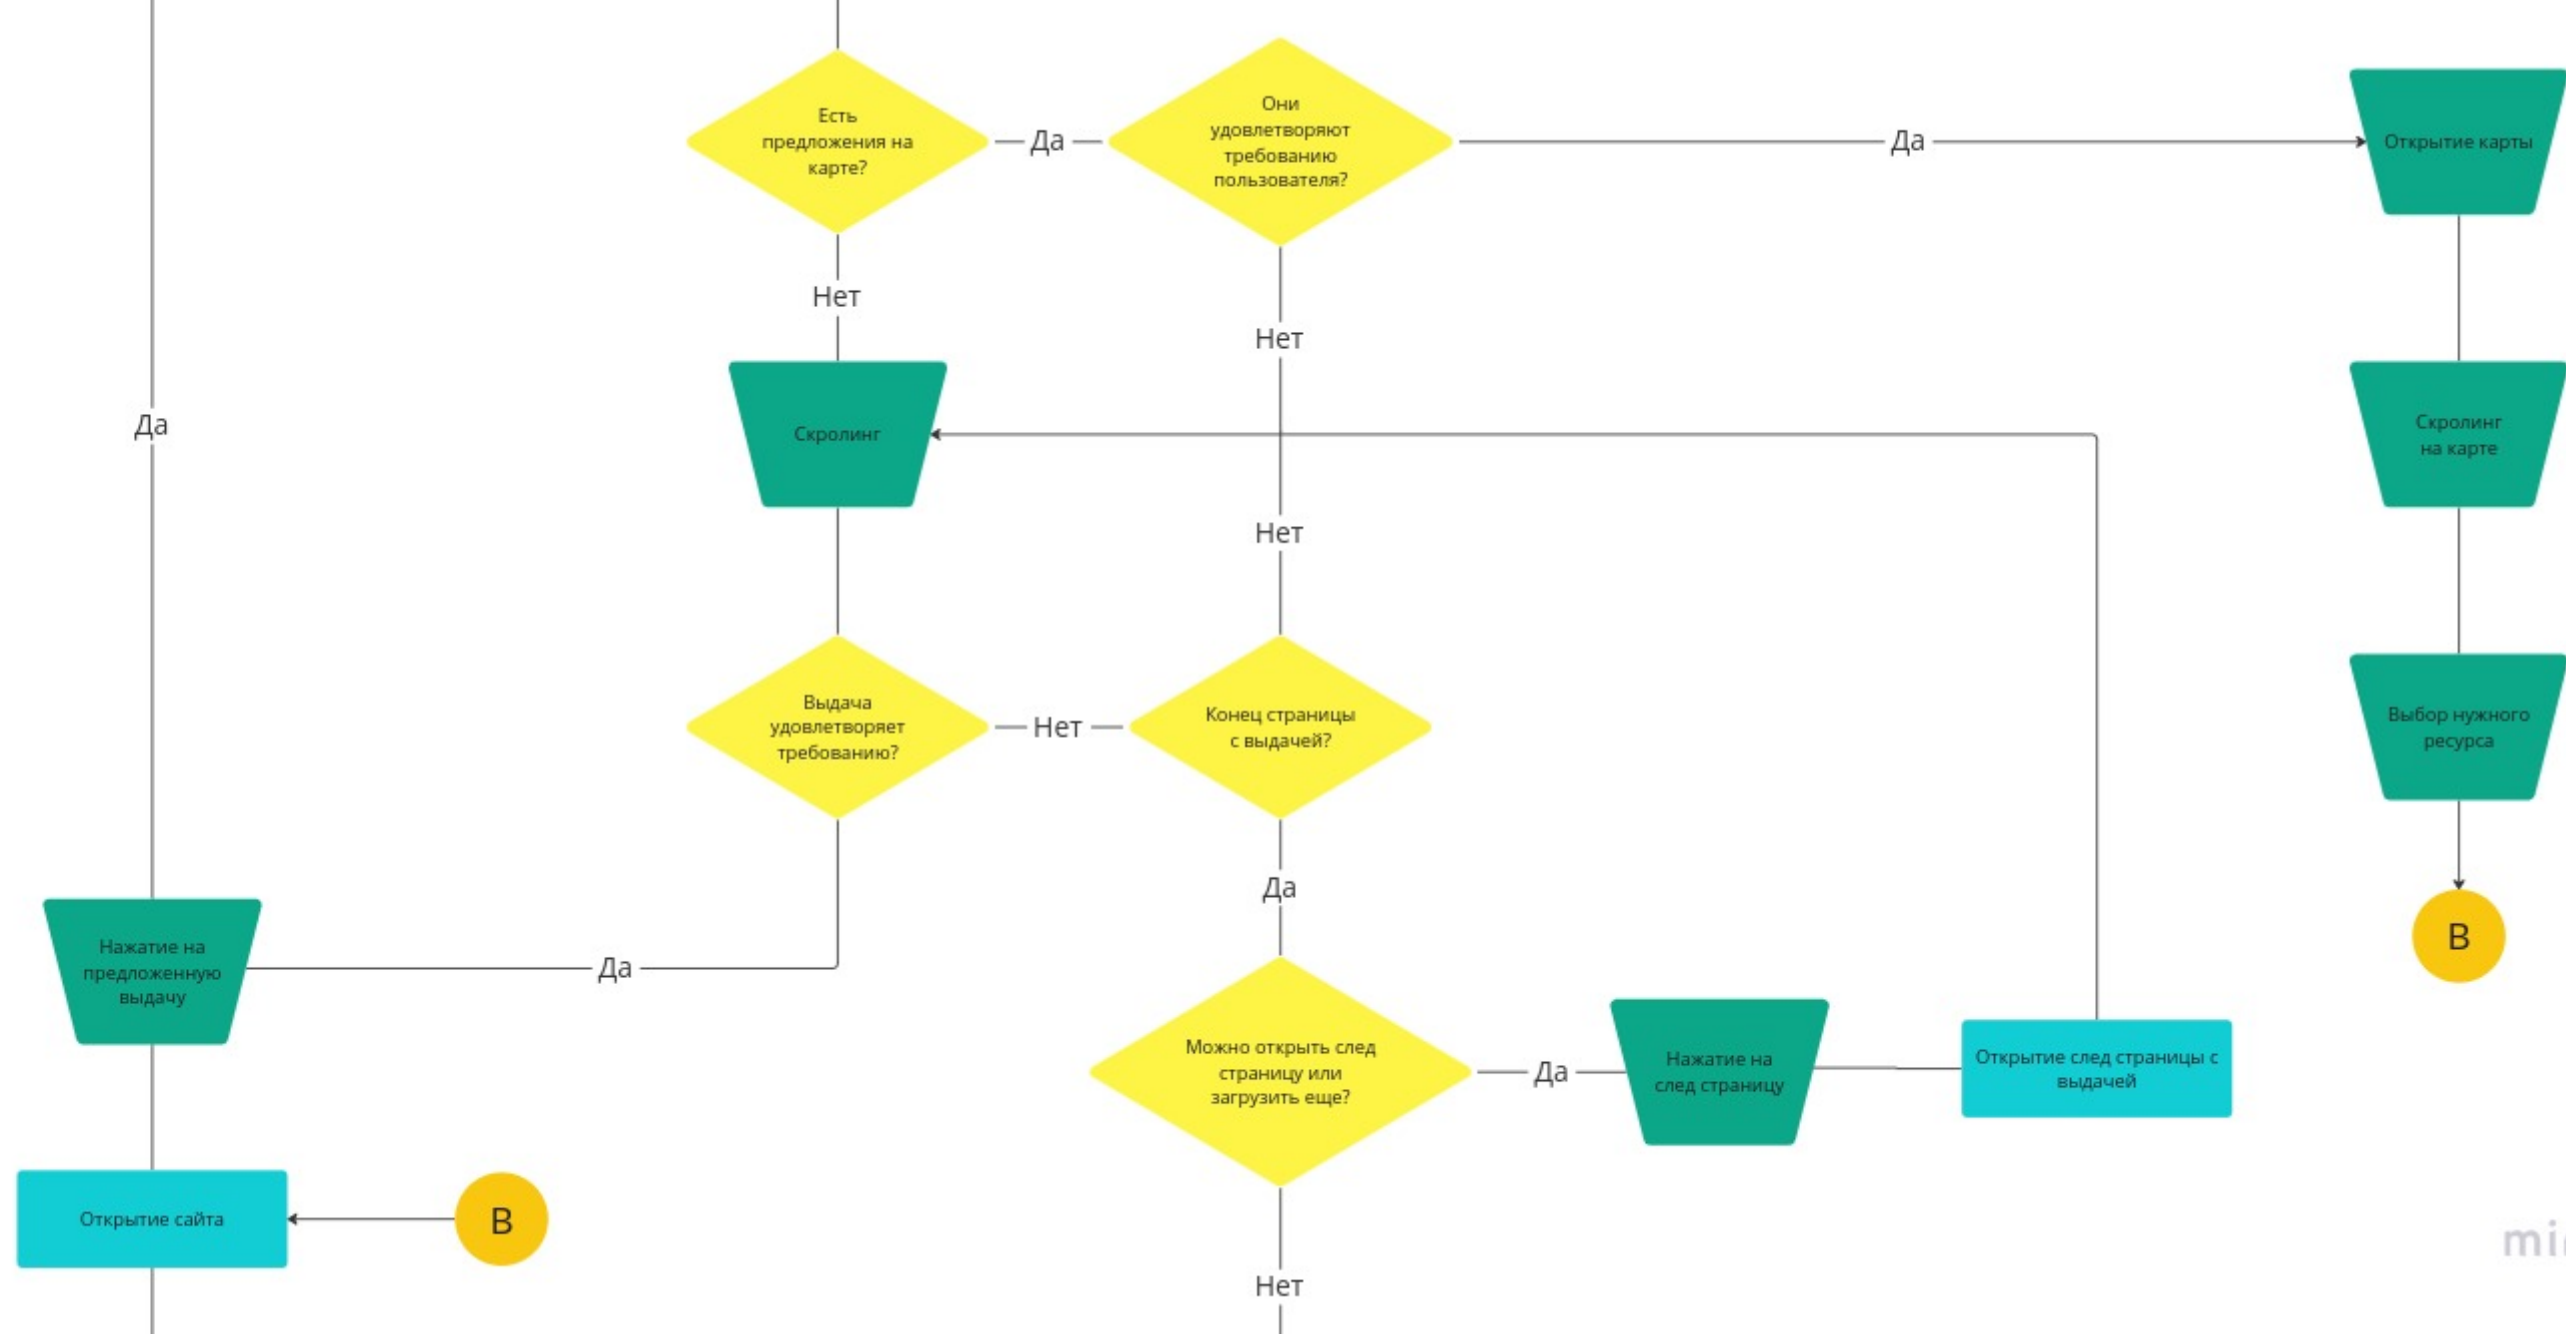 Есть
предложения на
карте?
Да
Они
удовлетворяют
требованию
пользователя?
Да
Открытие карты
Нет
Нет
Да
Скролинг
Скролинг
на карте
Нет
Выдача
удовлетворяет
требованию?
Нет
Конец страницы
с выдачей?
Выбор нужного
ресурса
Да
Нажатие на
предложенную
выдачу
Да
В
Можно открыть след
страницу или
загрузить еще?
Да
Нажатие на
след страницу
Открытие след страницы с
выдачей
Открытие сайта
В
Нет